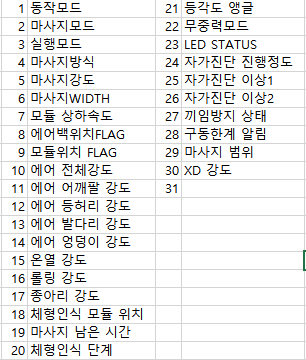 1 동작모드
2 마사지모드
3 실행모드
4 마사지방식
5 마사지강도
6 마사지WIDTH
7 모듈 상하속도
8 에어백위치FLAG
9 모듈위치 FLAG
10 에어 전체강도
11 에어 어깨팔 강도
12 에어 등허리 강도
13 에어 발다리 강도
14 에어 엉덩이 강도
15 온열 강도
16 롤링 강도
17 종아리 강도
18 체형인식 모듈 위치
19 마사지 남은 시간
20 체형인식 단계
21 등각도 앵글
22 무중력모드
23 LED STATUS
24 자가진단 진행정도
25 자가진단 이상1
26 자가진단 이상2
27 끼임방지 상태
28 구동한계 알림
29 마사지 범위
30 XD 강도
31